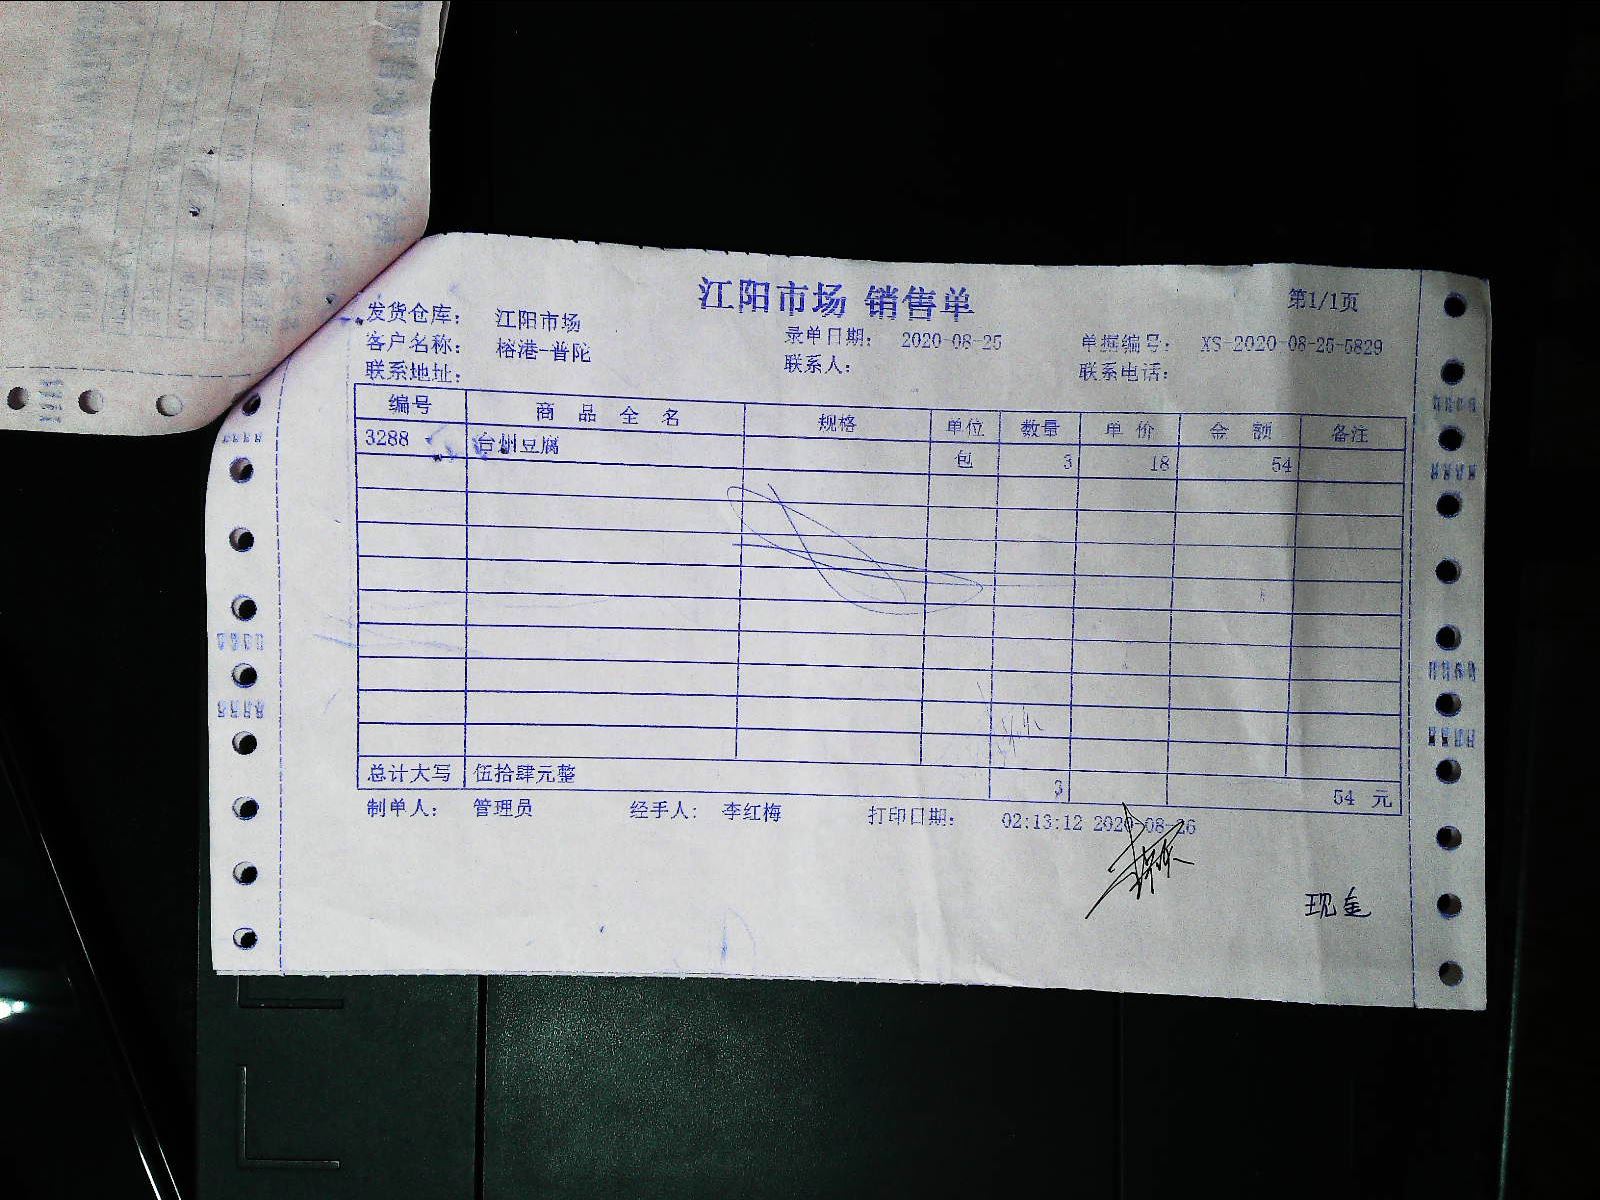 江阳市场 销售单
第1/1页
发货仓库： 江阳市场
客户名称： 榕港-普陀 录单日期： 2020-08-25 单据编号： XS-2020-08-25-5829
联系地址： 联系人： 联系电话：
编号 商品全名 规格 单位 数量 单价 金额 备注
3288 台州豆腐 包 3 18 54
总计大写 伍拾肆元整 3 54 元
制单人： 管理员 经手人： 李红梅 打印日期： 02:13:12 2020-08-26
现金